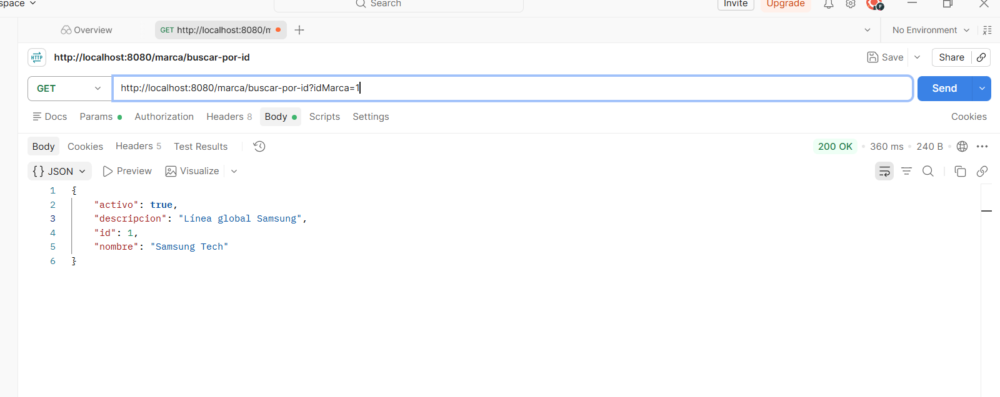 space
Search
Invite
Upgrade
Overview
GET http://localhost:8080/m
No Environment
HTTP
http://localhost:8080/marca/buscar-por-id
Save
Share
GET
http://localhost:8080/marca/buscar-por-id?idMarca=1
Send
Docs
Params
Authorization
Headers 8
Body
Scripts
Settings
Cookies
Body
Cookies
Headers 5
Test Results
200 OK
360 ms
240 B
{} JSON
Preview
Visualize
1 {
2 "activo": true,
3 "descripcion": "Línea global Samsung",
4 "id": 1,
5 "nombre": "Samsung Tech"
6 }